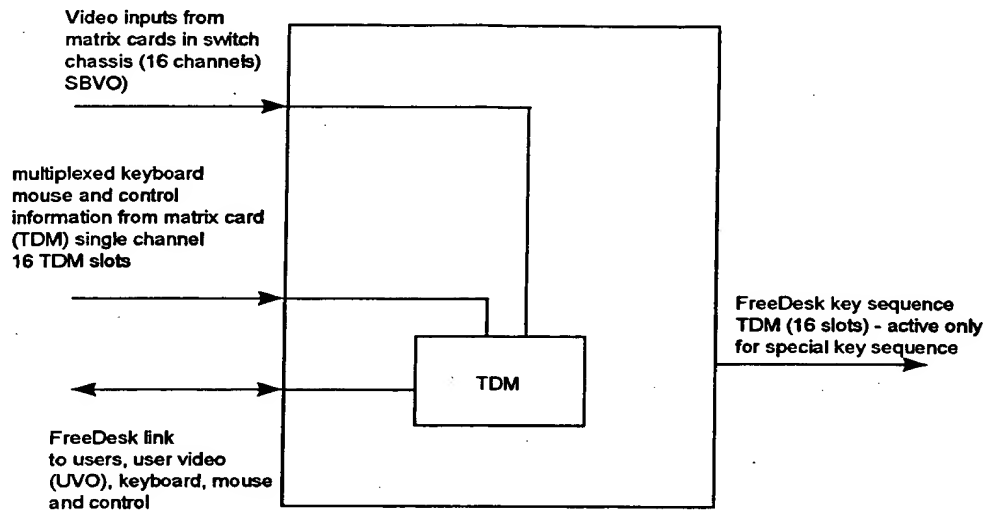 Video inputs from
matrix cards in switch
chassis (16 channels)
SBVO)
multiplexed keyboard
mouse and control
information from matrix card
(TDM) single channel
16 TDM slots
FreeDesk key sequence
TDM (16 slots) - active only
for special key sequence
TDM
FreeDesk link
to users, user video
(UVO), keyboard, mouse
and control